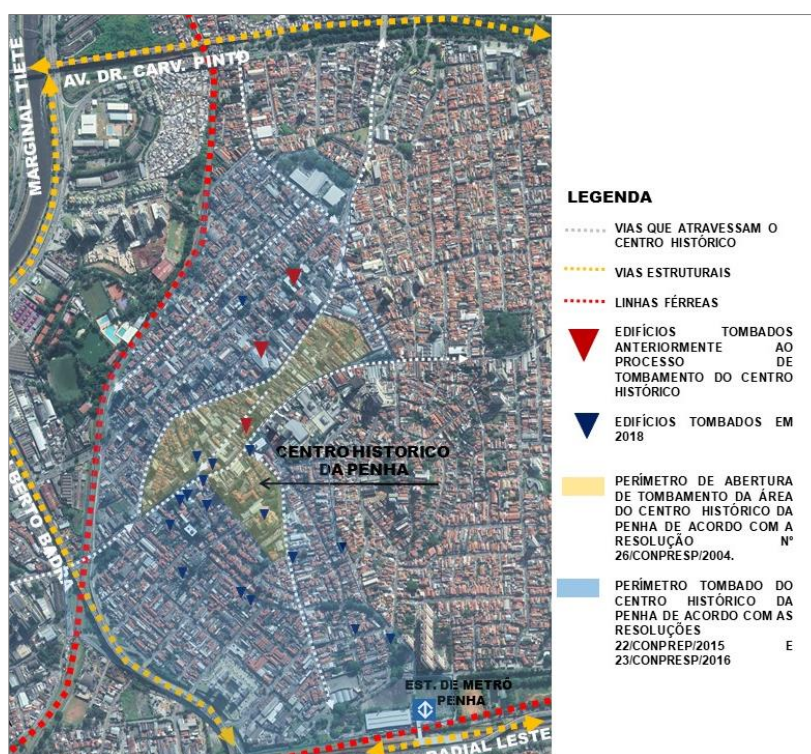 AV. DR. CARV. PINTO
MARGINAL TIETÊ
CENTRO HISTORICO
DA PENHA
BERTO BADRA
EST. DE METRÔ
PENHA
RADIAL LESTE
LEGENDA
VIAS QUE ATRAVESSAM O
CENTRO HISTÓRICO
VIAS ESTRUTURAIS
LINHAS FÉRREAS
EDIFÍCIOS TOMBADOS
ANTERIORMENTE AO
PROCESSO DE
TOMBAMENTO DO CENTRO
HISTÓRICO
EDIFÍCIOS TOMBADOS EM
2018
PERÍMETRO DE ABERTURA
DE TOMBAMENTO DA ÁREA
DO CENTRO HISTÓRICO DA
PENHA DE ACORDO COM A
RESOLUÇÃO Nº
26/CONPRESP/2004.
PERÍMETRO TOMBADO DO
CENTRO HISTÓRICO DA
PENHA DE ACORDO COM AS
RESOLUÇÕES
22/CONPREP/2015 E
23/CONPRESP/2016